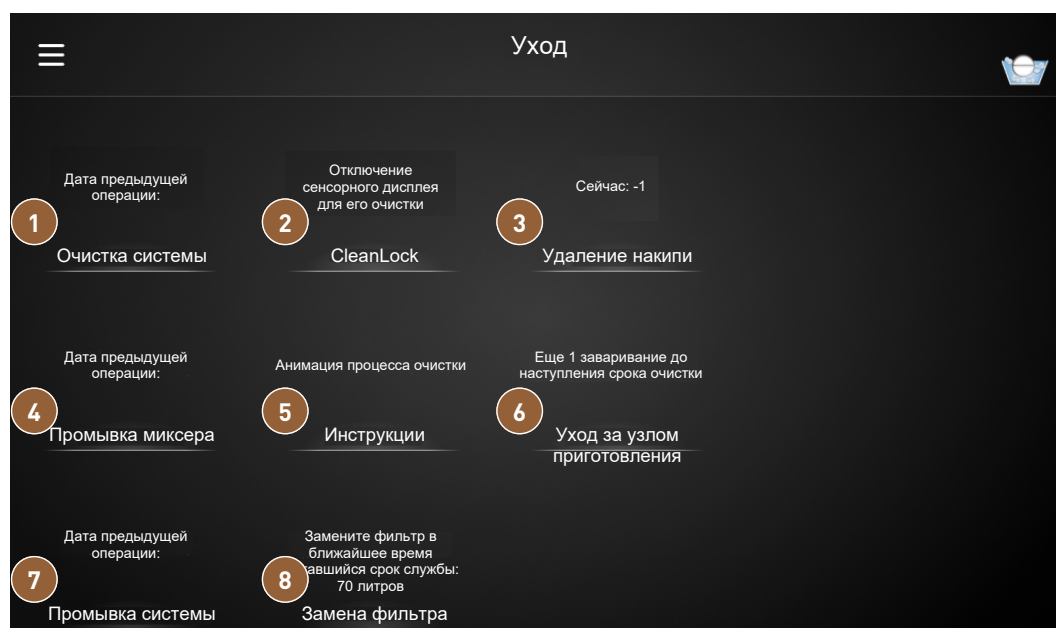 Уход
Дата предыдущей
операции:
1
Очистка системы
Отключение
сенсорного дисплея
для его очистки
2
CleanLock
Сейчас: -1
3
Удаление накипи
Дата предыдущей
операции:
4
Промывка миксера
Анимация процесса очистки
5
Инструкции
Еще 1 заваривание до
наступления срока очистки
6
Уход за узлом
приготовления
Дата предыдущей
операции:
7
Промывка системы
Замените фильтр в
ближайшее время
срок службы:
70 литров
8
Замена фильтра